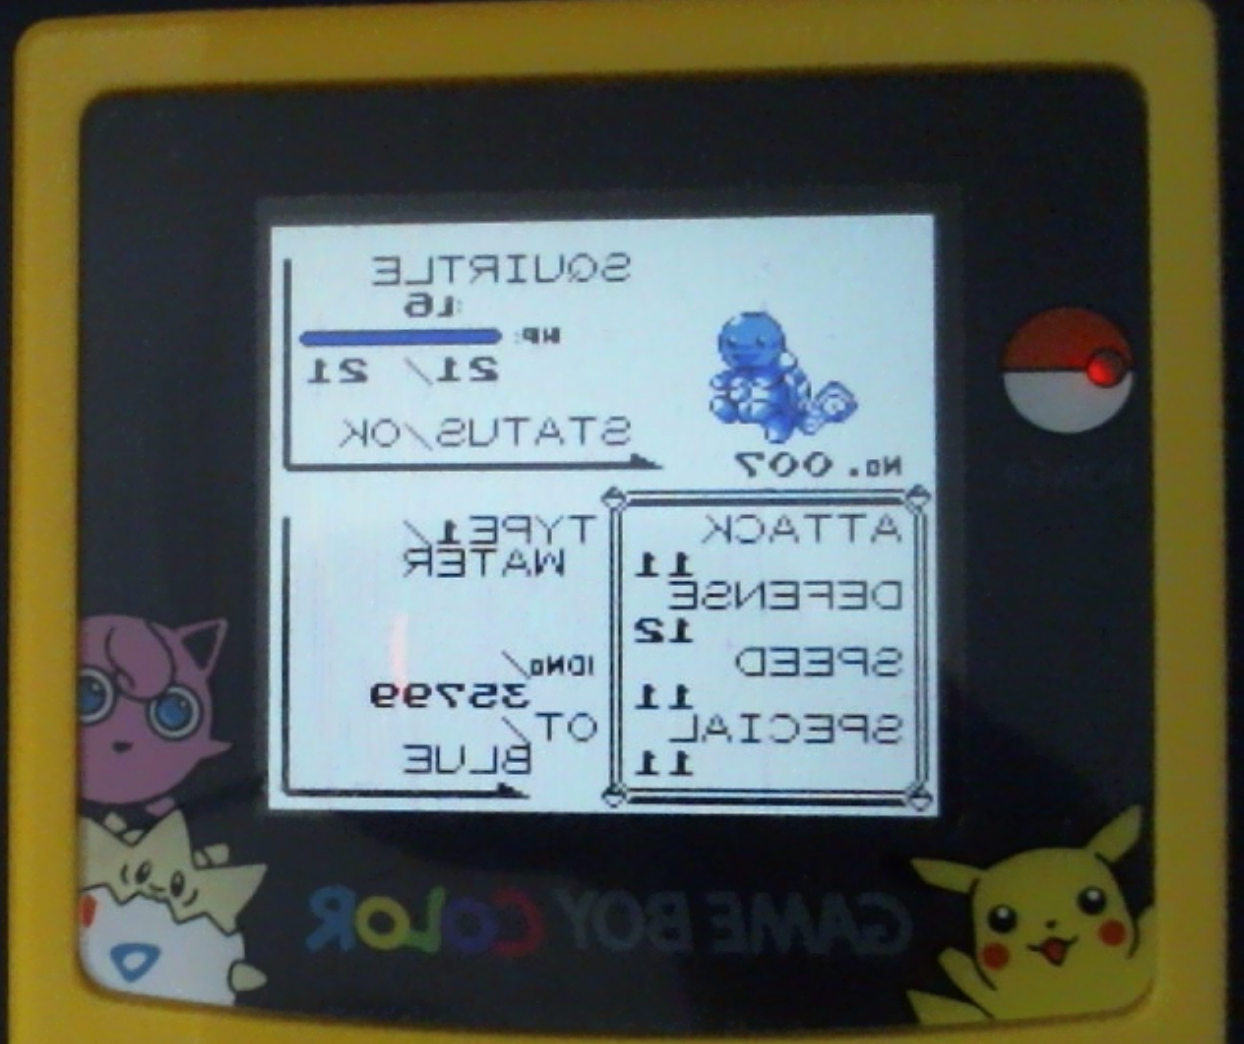 SQUIRTLE
:L6
HP:
21/ 21
STATUS/OK
No. 007
ATTACK
11
DEFENSE
12
SPEED
11
SPECIAL
11
TYPE1/
WATER
IDNo/
35799
OT/
BLUE
GAME BOY COLOR